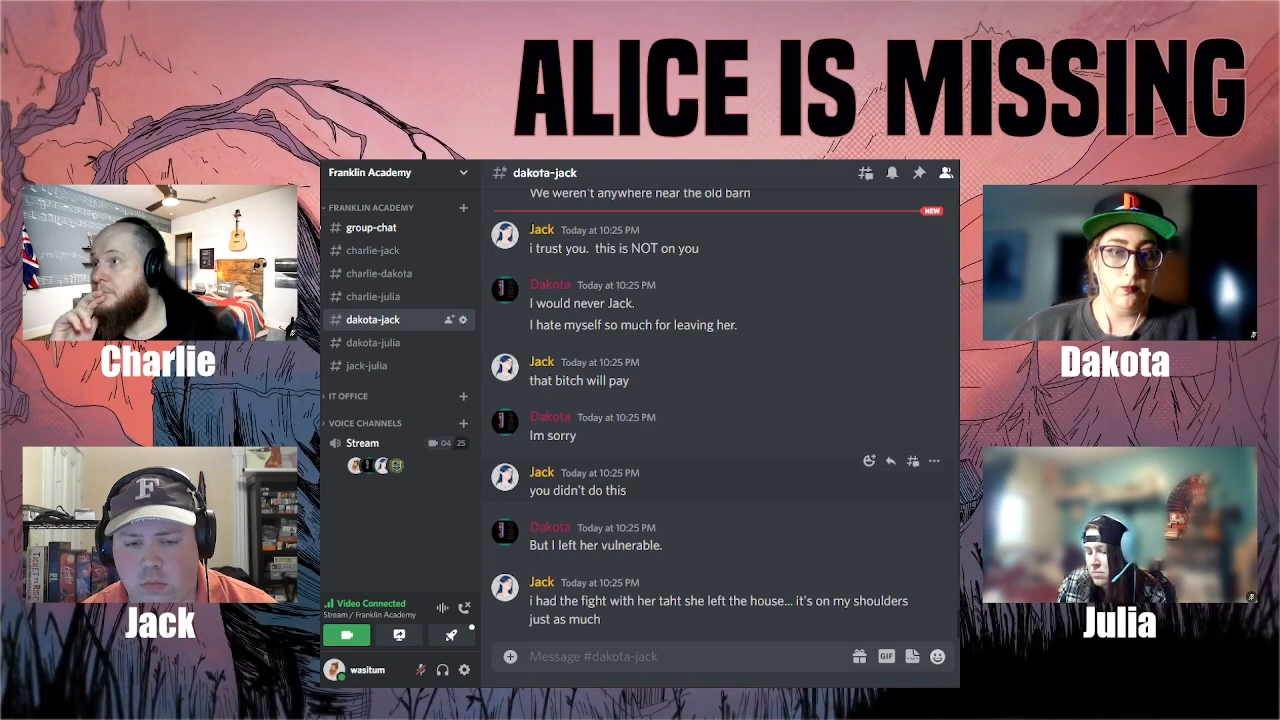 ALICE IS MISSING
Franklin Academy
# dakota-jack
We weren't anywhere near the old barn
FRANKLIN ACADEMY
NEW
# group-chat
Jack Today at 10:25 PM
# charlie-jack
i trust you. this is NOT on you
# charlie-dakota
Dakota Today at 10:25 PM
# charlie-julia
I would never Jack.
# dakota-jack
I hate myself so much for leaving her.
# dakota-julia
Charlie
Dakota
# jack-julia
Jack Today at 10:25 PM
that bitch will pay
IT OFFICE
Dakota Today at 10:25 PM
VOICE CHANNELS
Im sorry
Stream
04 25
Jack Today at 10:25 PM
you didn't do this
F
Dakota Today at 10:25 PM
But I left her vulnerable.
TICKET TO RIDE
Jack Today at 10:25 PM
i had the fight with her taht she left the house... it's on my shoulders
just as much
Video Connected
Stream / Franklin Academy
Jack
Julia
Message #dakota-jack
GIF
wasitum